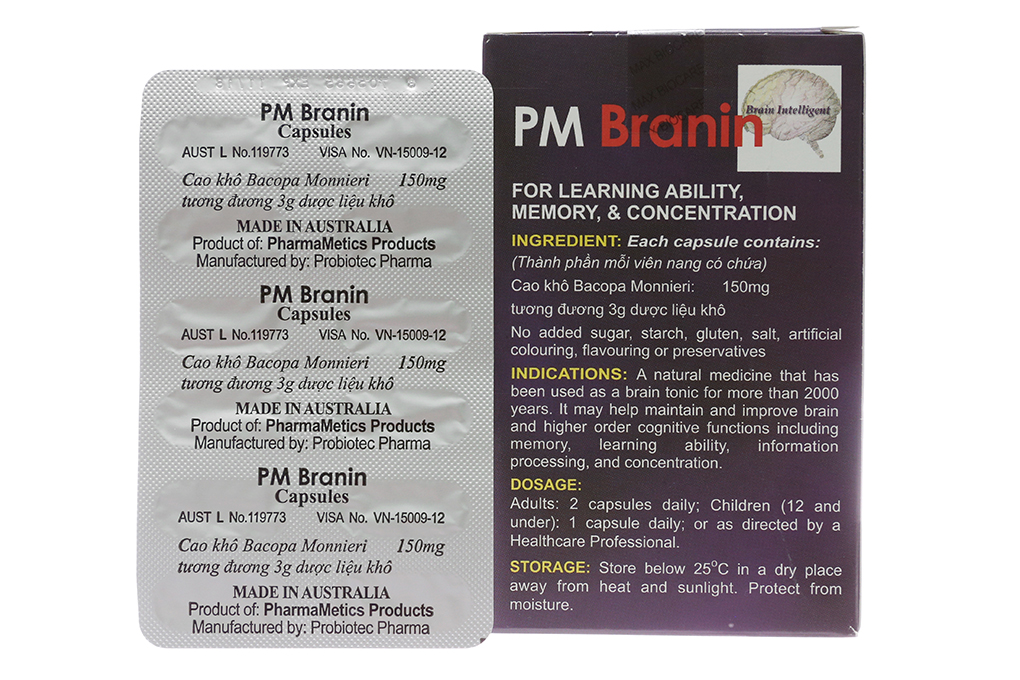 PM Branin
Capsules
AUST L No.119773 VISA No. VN-15009-12
Cao khô Bacopa Monnieri 150mg
tương đương 3g dược liệu khô
MADE IN AUSTRALIA
Product of: PharmaMetics Products
Manufactured by: Probiotec Pharma
PM Branin
Capsules
AUST L No.119773 VISA No. VN-15009-12
Cao khô Bacopa Monnieri 150mg
tương đương 3g dược liệu khô
MADE IN AUSTRALIA
Product of: PharmaMetics Products
Manufactured by: Probiotec Pharma
PM Branin
Capsules
AUST L No.119773 VISA No. VN-15009-12
Cao khô Bacopa Monnieri 150mg
tương đương 3g dược liệu khô
MADE IN AUSTRALIA
Product of: PharmaMetics Products
Manufactured by: Probiotec Pharma
MAX BIOCARE
Brain Intelligent
PM Branin
FOR LEARNING ABILITY,
MEMORY, & CONCENTRATION
INGREDIENT: Each capsule contains:
(Thành phần mỗi viên nang có chứa)
Cao khô Bacopa Monnieri: 150mg
tương đương 3g dược liệu khô
No added sugar, starch, gluten, salt, artificial
colouring, flavouring or preservatives
INDICATIONS: A natural medicine that has
been used as a brain tonic for more than 2000
years. It may help maintain and improve brain
and higher order cognitive functions including
memory, learning ability, information
processing, and concentration.
DOSAGE:
Adults: 2 capsules daily; Children (12 and
under): 1 capsule daily; or as directed by a
Healthcare Professional.
STORAGE: Store below 25°C in a dry place
away from heat and sunlight. Protect from
moisture.